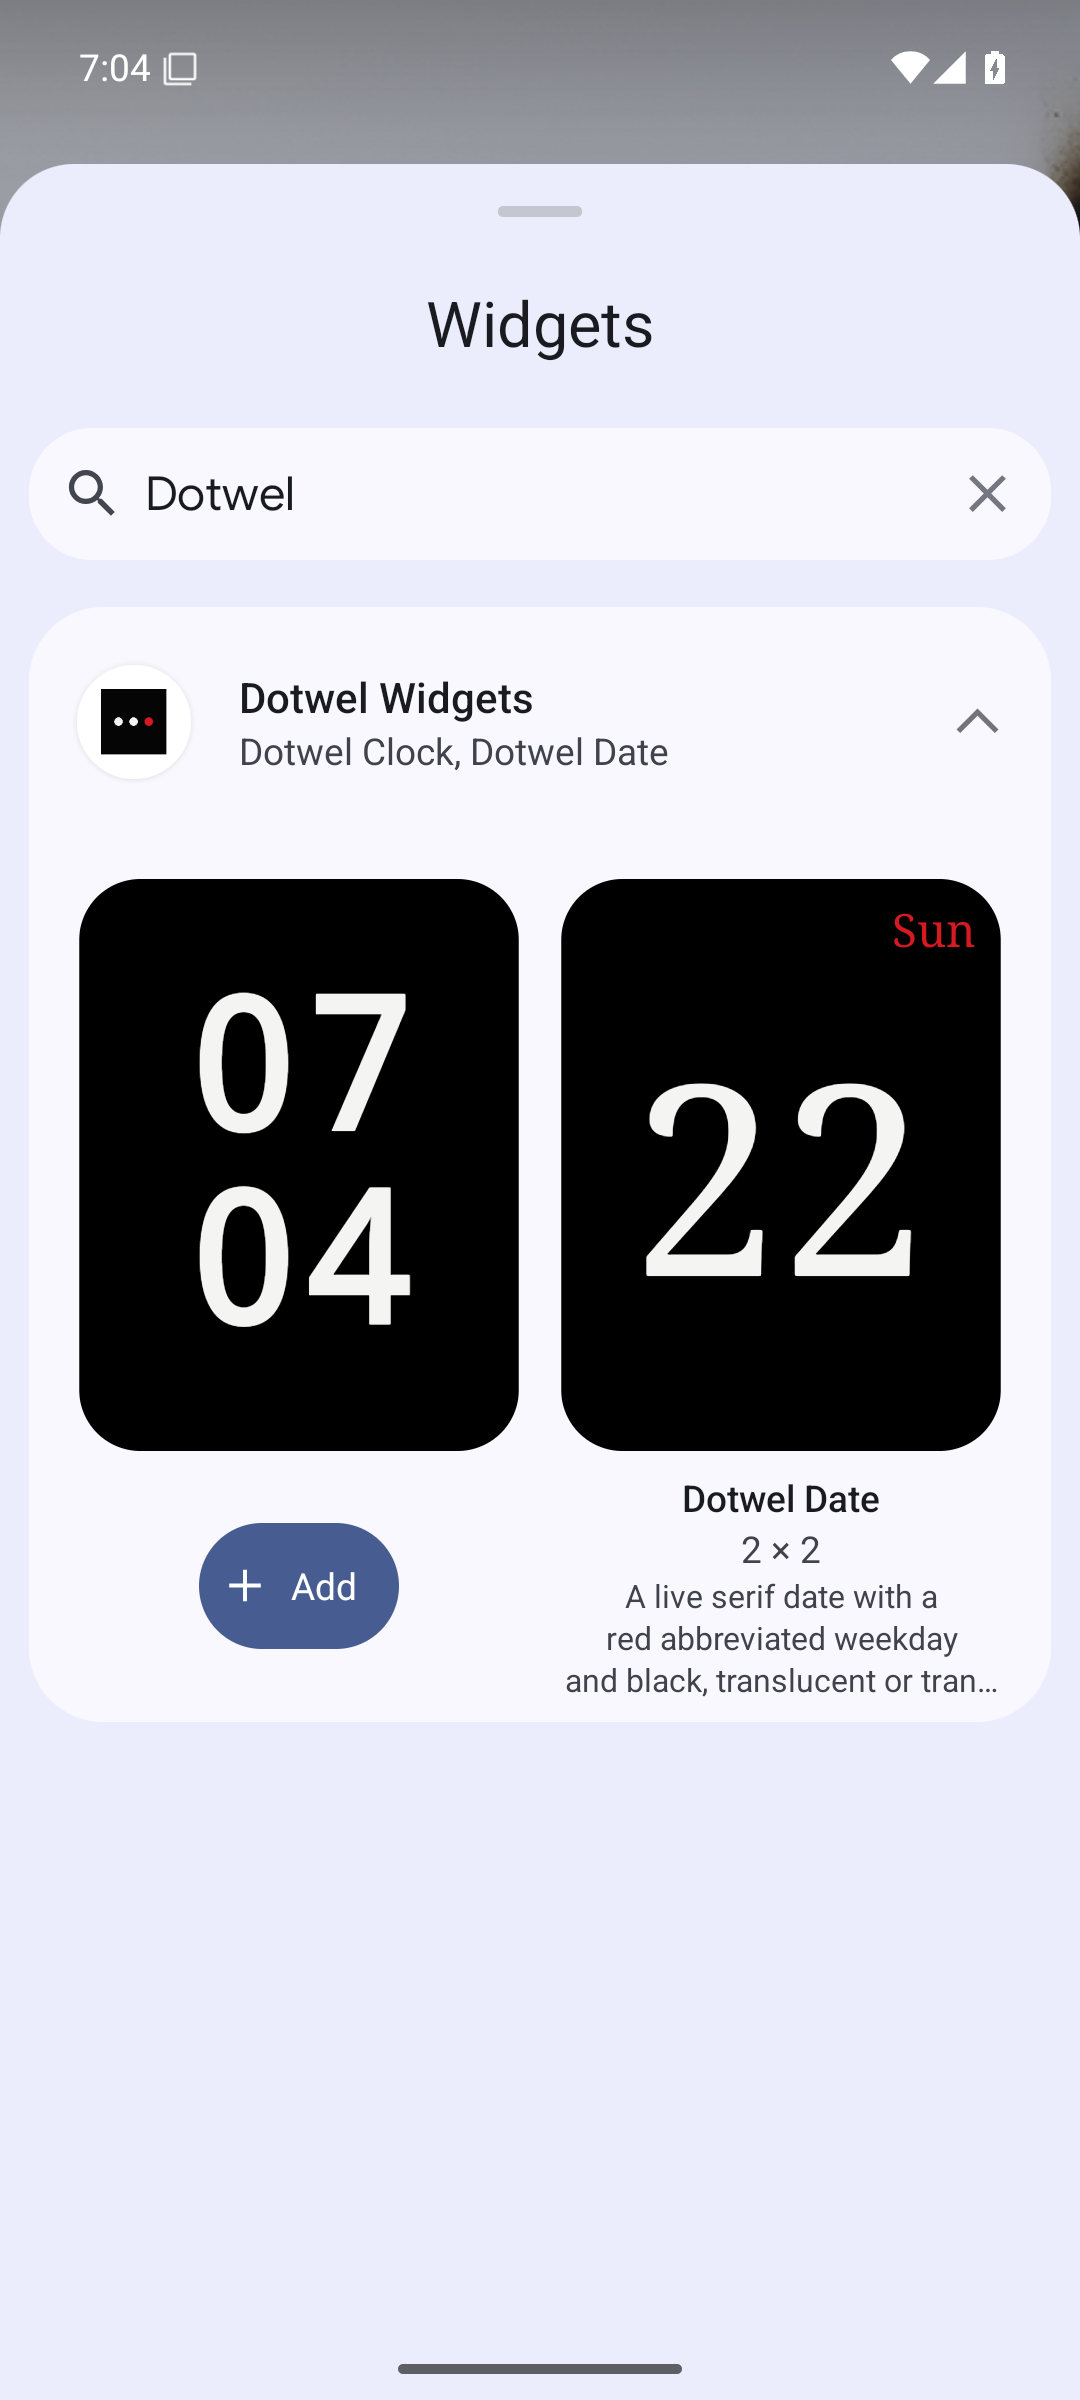 7:04
Widgets
Dotwel
Dotwel Widgets
Dotwel Clock, Dotwel Date
07
04
Sun
22
Add
Dotwel Date
2 × 2
A live serif date with a
red abbreviated weekday
and black, translucent or tran…